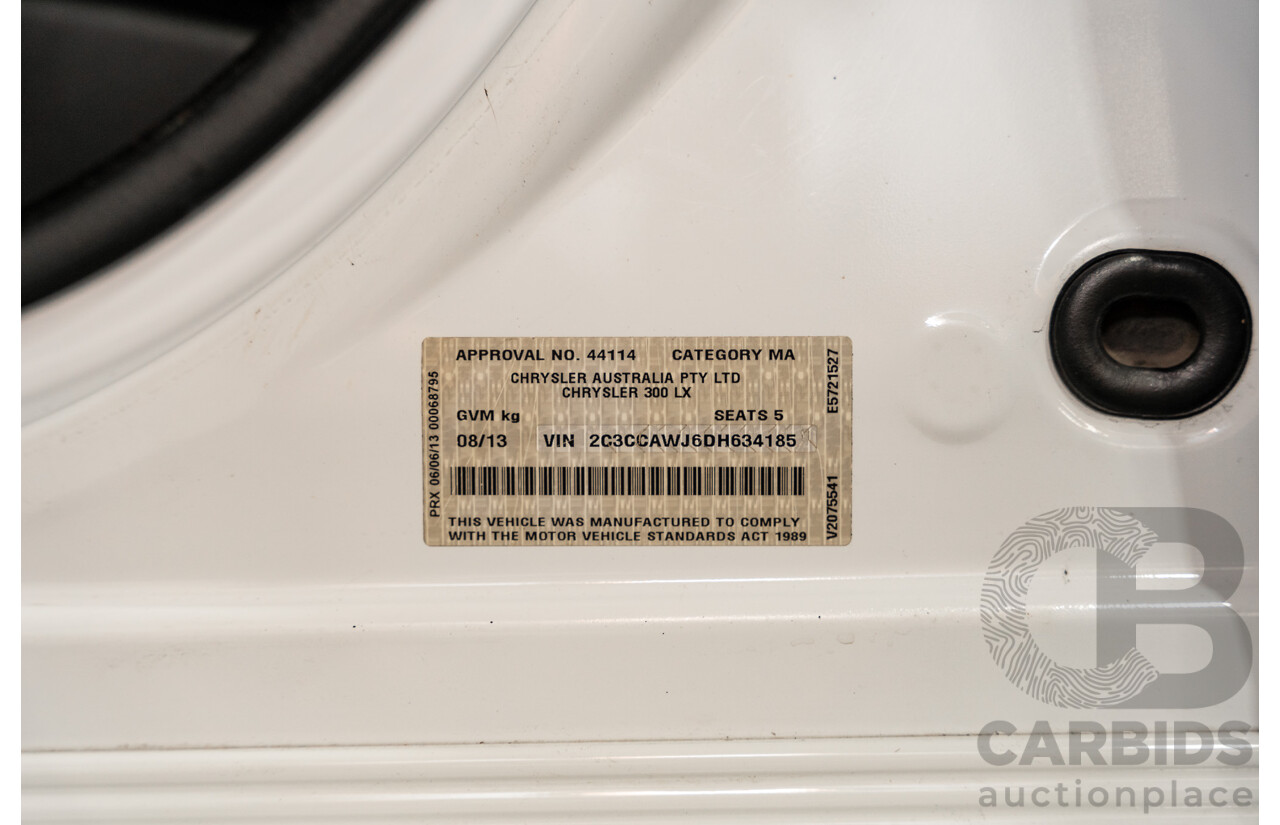 APPROVAL NO. 44114 CATEGORY MA
CHRYSLER AUSTRALIA PTY LTD
CHRYSLER 300 LX
GVM kg SEATS 5
08/13 VIN 2C3CCAWJ6DH634185
THIS VEHICLE WAS MANUFACTURED TO COMPLY
WITH THE MOTOR VEHICLE STANDARDS ACT 1989
PRX 06/06/13 00068795
V2075541 E5721527
CB
CARBIDS
auctionplace